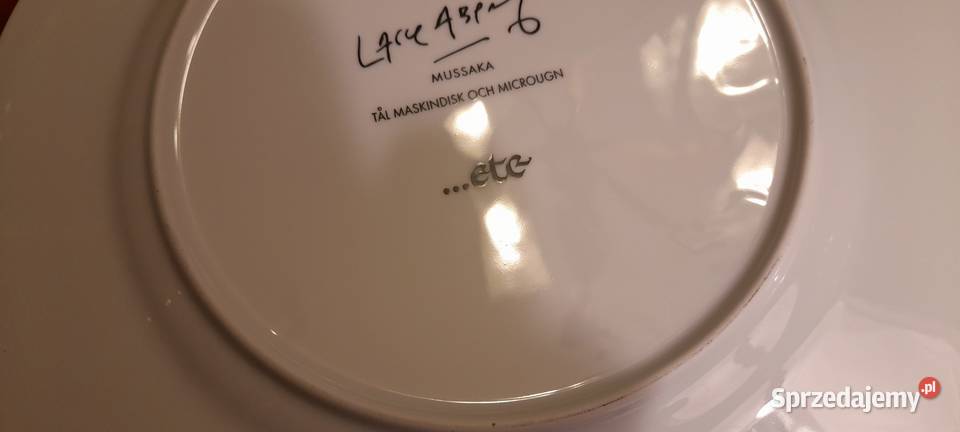 MUSSAKA
TÅL MASKINDISK OCH MICROUGN
...etc
Sprzedajemy.pl